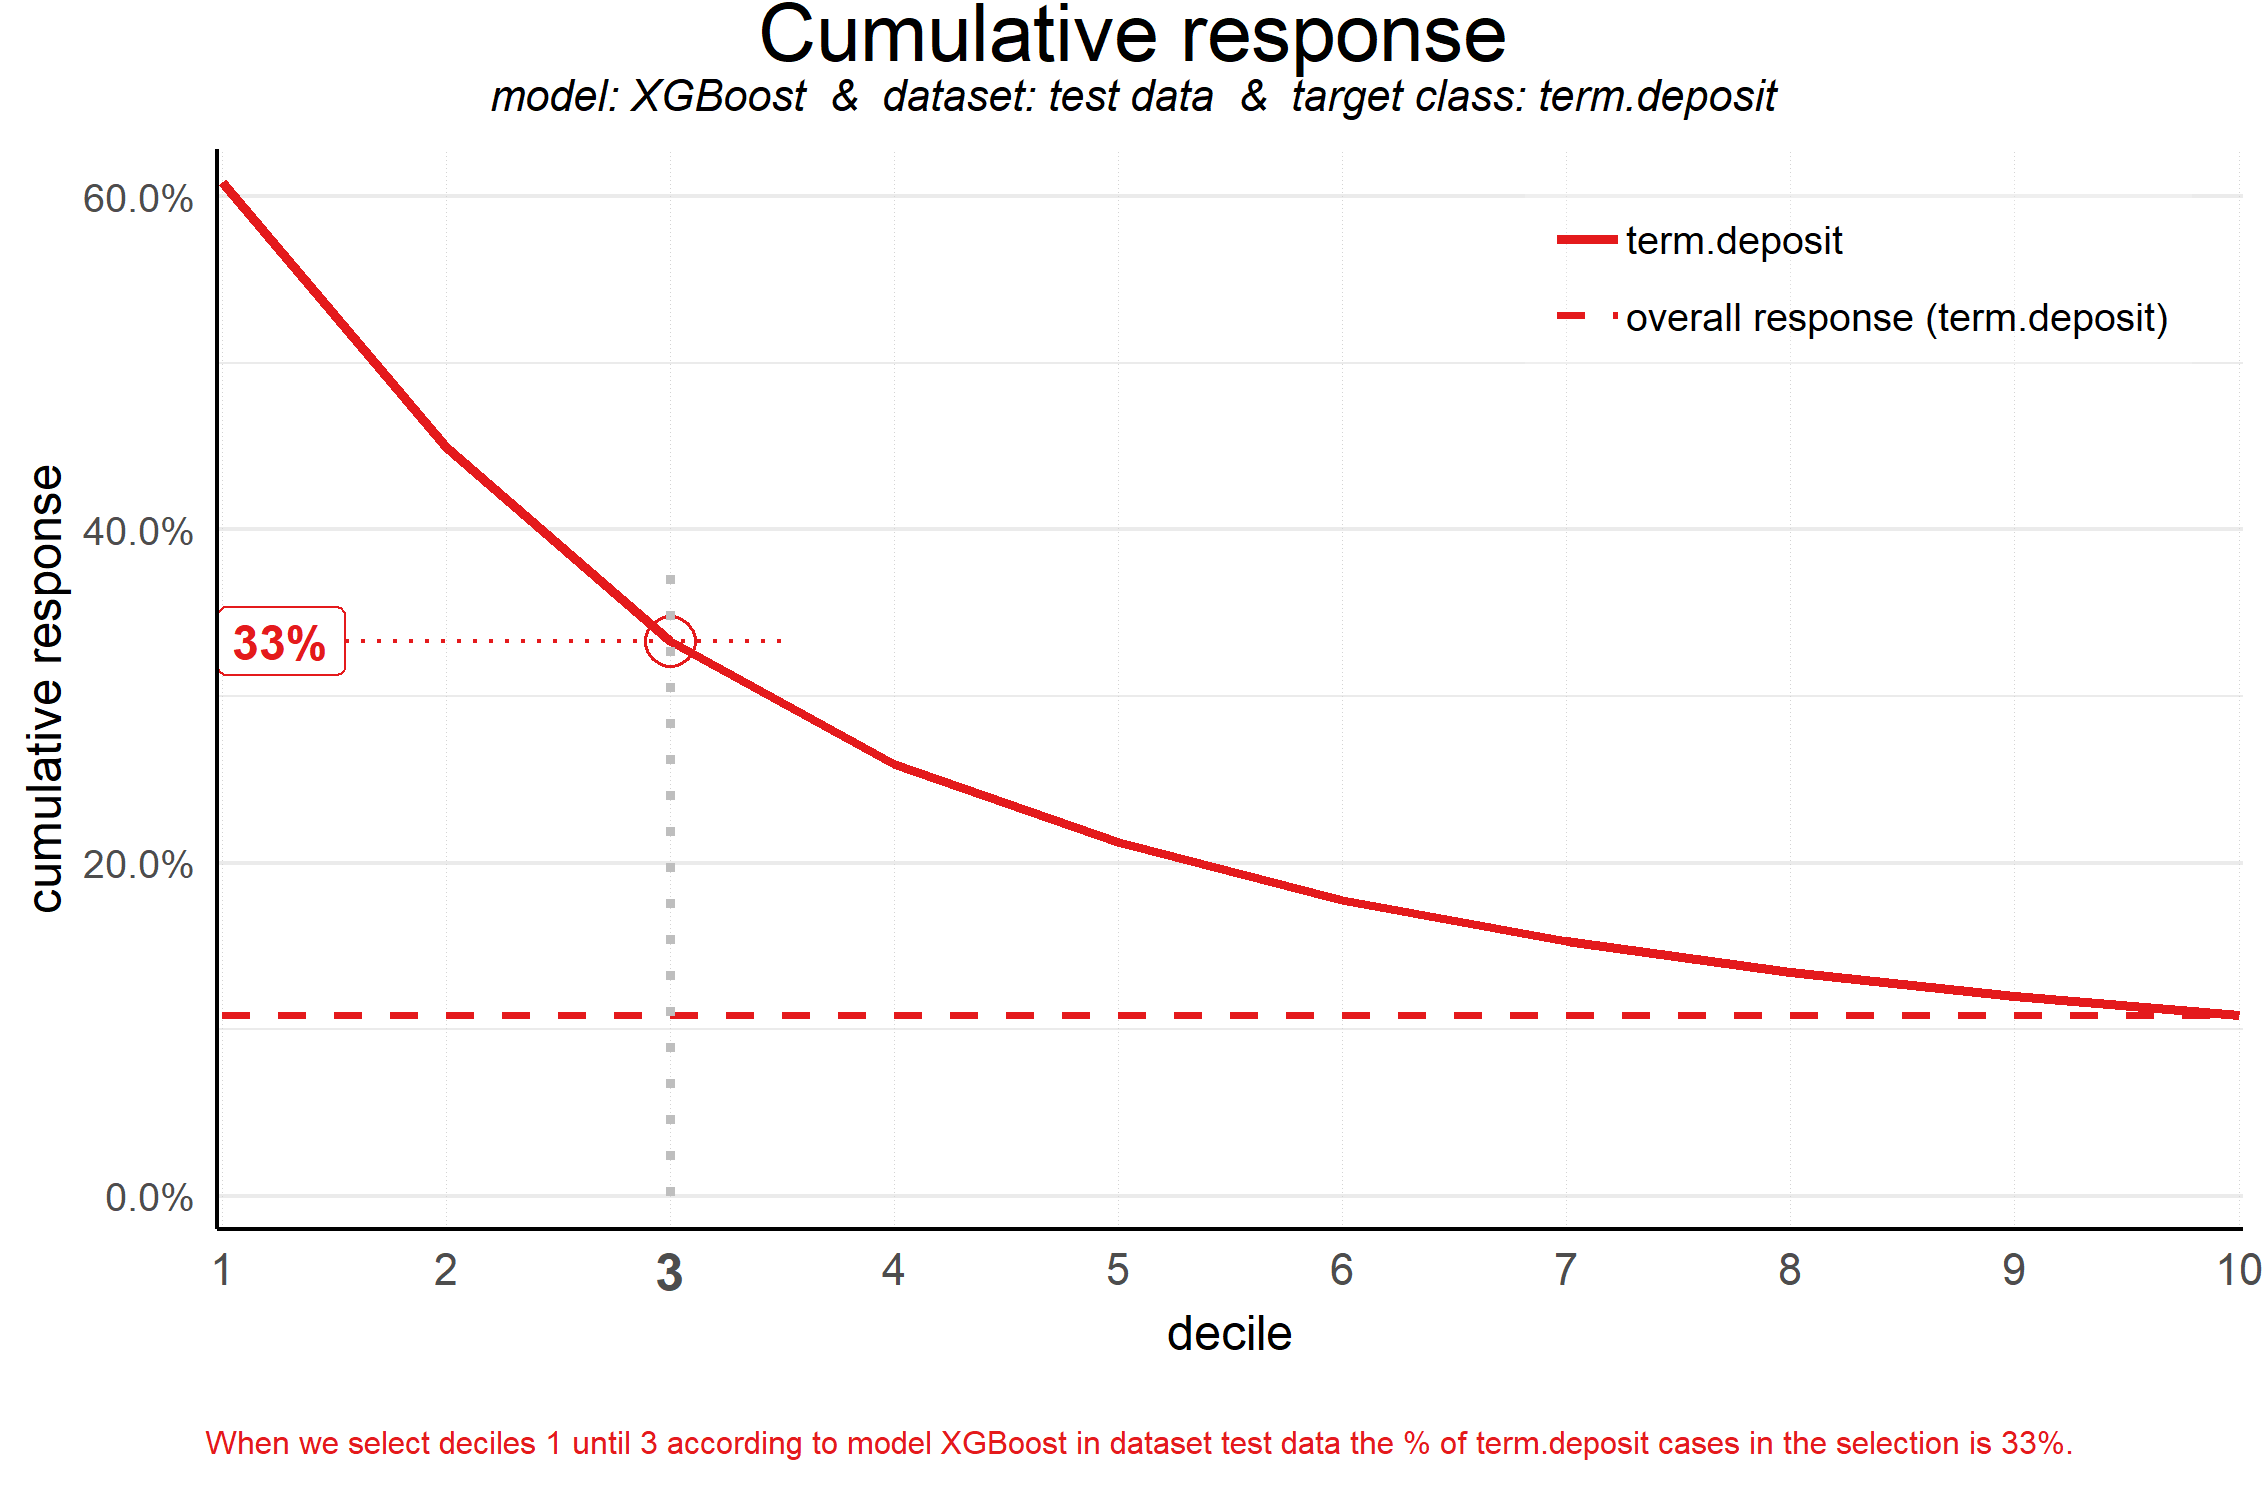 Cumulative response
model: XGBoost & dataset: test data & target class: term.deposit
60.0%
40.0%
20.0%
0.0%
cumulative response
term.deposit
overall response (term.deposit)
33%
1 2 3 4 5 6 7 8 9 10
decile
When we select deciles 1 until 3 according to model XGBoost in dataset test data the % of term.deposit cases in the selection is 33%.